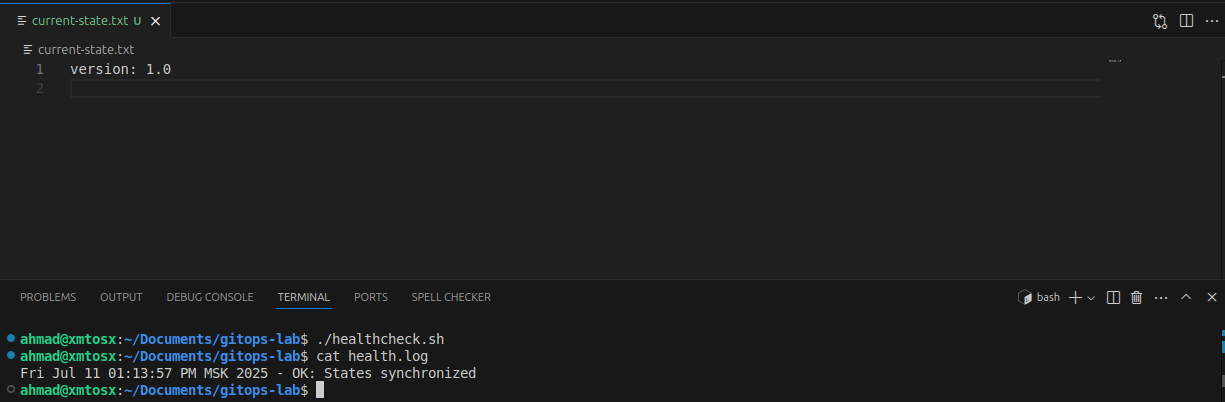 current-state.txt U
current-state.txt
1 version: 1.0
2
PROBLEMS OUTPUT DEBUG CONSOLE TERMINAL PORTS SPELL CHECKER bash
ahmad@xmtosx:~/Documents/gitops-lab$ ./healthcheck.sh
ahmad@xmtosx:~/Documents/gitops-lab$ cat health.log
Fri Jul 11 01:13:57 PM MSK 2025 - OK: States synchronized
ahmad@xmtosx:~/Documents/gitops-lab$